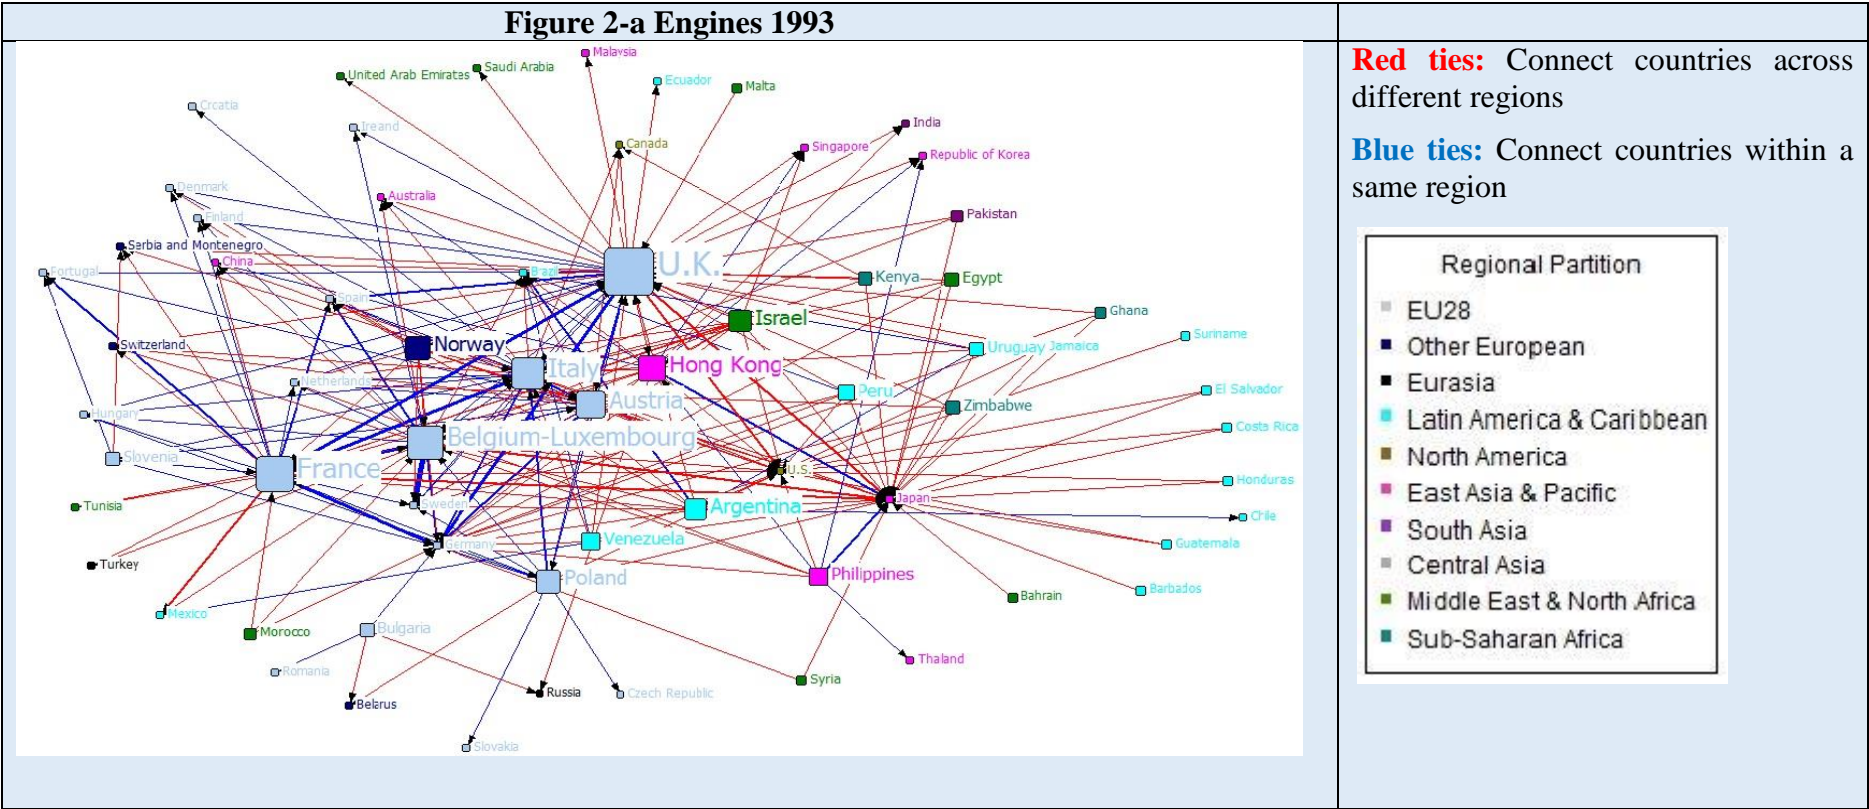 Figure 2-a Engines 1993
Red ties: Connect countries across
different regions
Blue ties: Connect countries within a
same region
Regional Partition
EU28
Other European
Eurasia
Latin America & Caribbean
North America
East Asia & Pacific
South Asia
Central Asia
Middle East & North Africa
Sub-Saharan Africa
Malaysia
Saudi Arabia
United Arab Emirates
Ecuador
Malta
Croatia
Ireand
India
Canada
Singapore
Republic of Korea
Denmark
Australia
Finland
Pakistan
Serbia and Montenegro
China
Portugal
Brazil
U.K.
Kenya
Egypt
Spain
Ghana
Israel
Suriname
Switzerland
Norway
Uruguay Jamaica
Italy
Hong Kong
Netherlands
Peru
El Salvador
Austria
Zimbabwe
Hungary
Costa Rica
Belgium-Luxembourg
Slovenia
France
U.S.
Honduras
Japan
Tunisia
Sweden
Argentina
Chile
Germany
Venezuela
Guatemala
Turkey
Poland
Philippines
Barbados
Bahrain
Mexico
Morocco
Bulgaria
Thailand
Romania
Syria
Russia
Czech Republic
Belarus
Slovakia